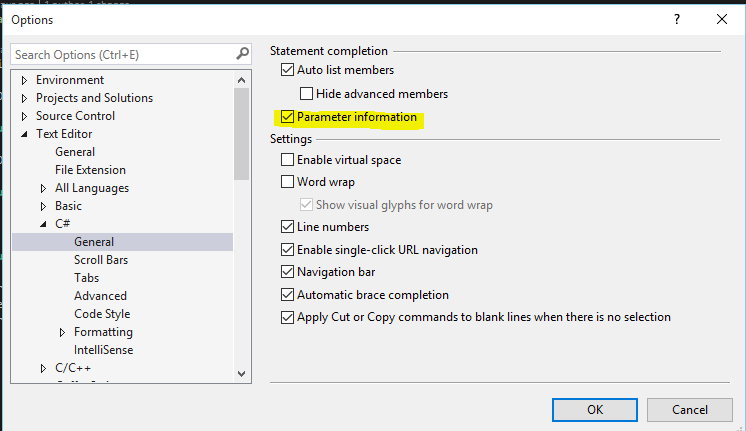 Options
?
Search Options (Ctrl+E)
Environment
Projects and Solutions
Source Control
Text Editor
General
File Extension
All Languages
Basic
C#
General
Scroll Bars
Tabs
Advanced
Code Style
Formatting
IntelliSense
C/C++
Statement completion
Auto list members
Hide advanced members
Parameter information
Settings
Enable virtual space
Word wrap
Show visual glyphs for word wrap
Line numbers
Enable single-click URL navigation
Navigation bar
Automatic brace completion
Apply Cut or Copy commands to blank lines when there is no selection
OK
Cancel